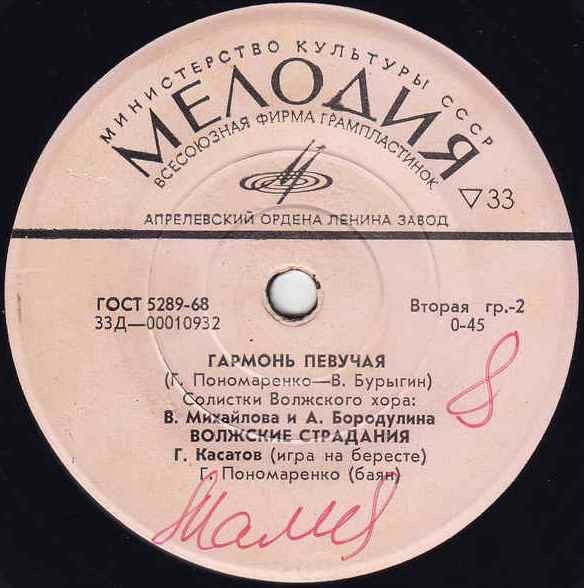 МИНИСТЕРСТВО КУЛЬТУРЫ СССР
МЕЛОДИЯ
ВСЕСОЮЗНАЯ ФИРМА ГРАМПЛАСТИНОК
▽33
АПРЕЛЕВСКИЙ ОРДЕНА ЛЕНИНА ЗАВОД
ГОСТ 5289-68 Вторая гр.-2
33Д—00010932 0-45
ГАРМОНЬ ПЕВУЧАЯ
(Г. Пономаренко—В. Бурыгин)
Солистки Волжского хора:
В. Михайлова и А. Бородулина
8
ВОЛЖСКИЕ СТРАДАНИЯ
Г. Касатов (игра на бересте)
Г. Пономаренко (баян)